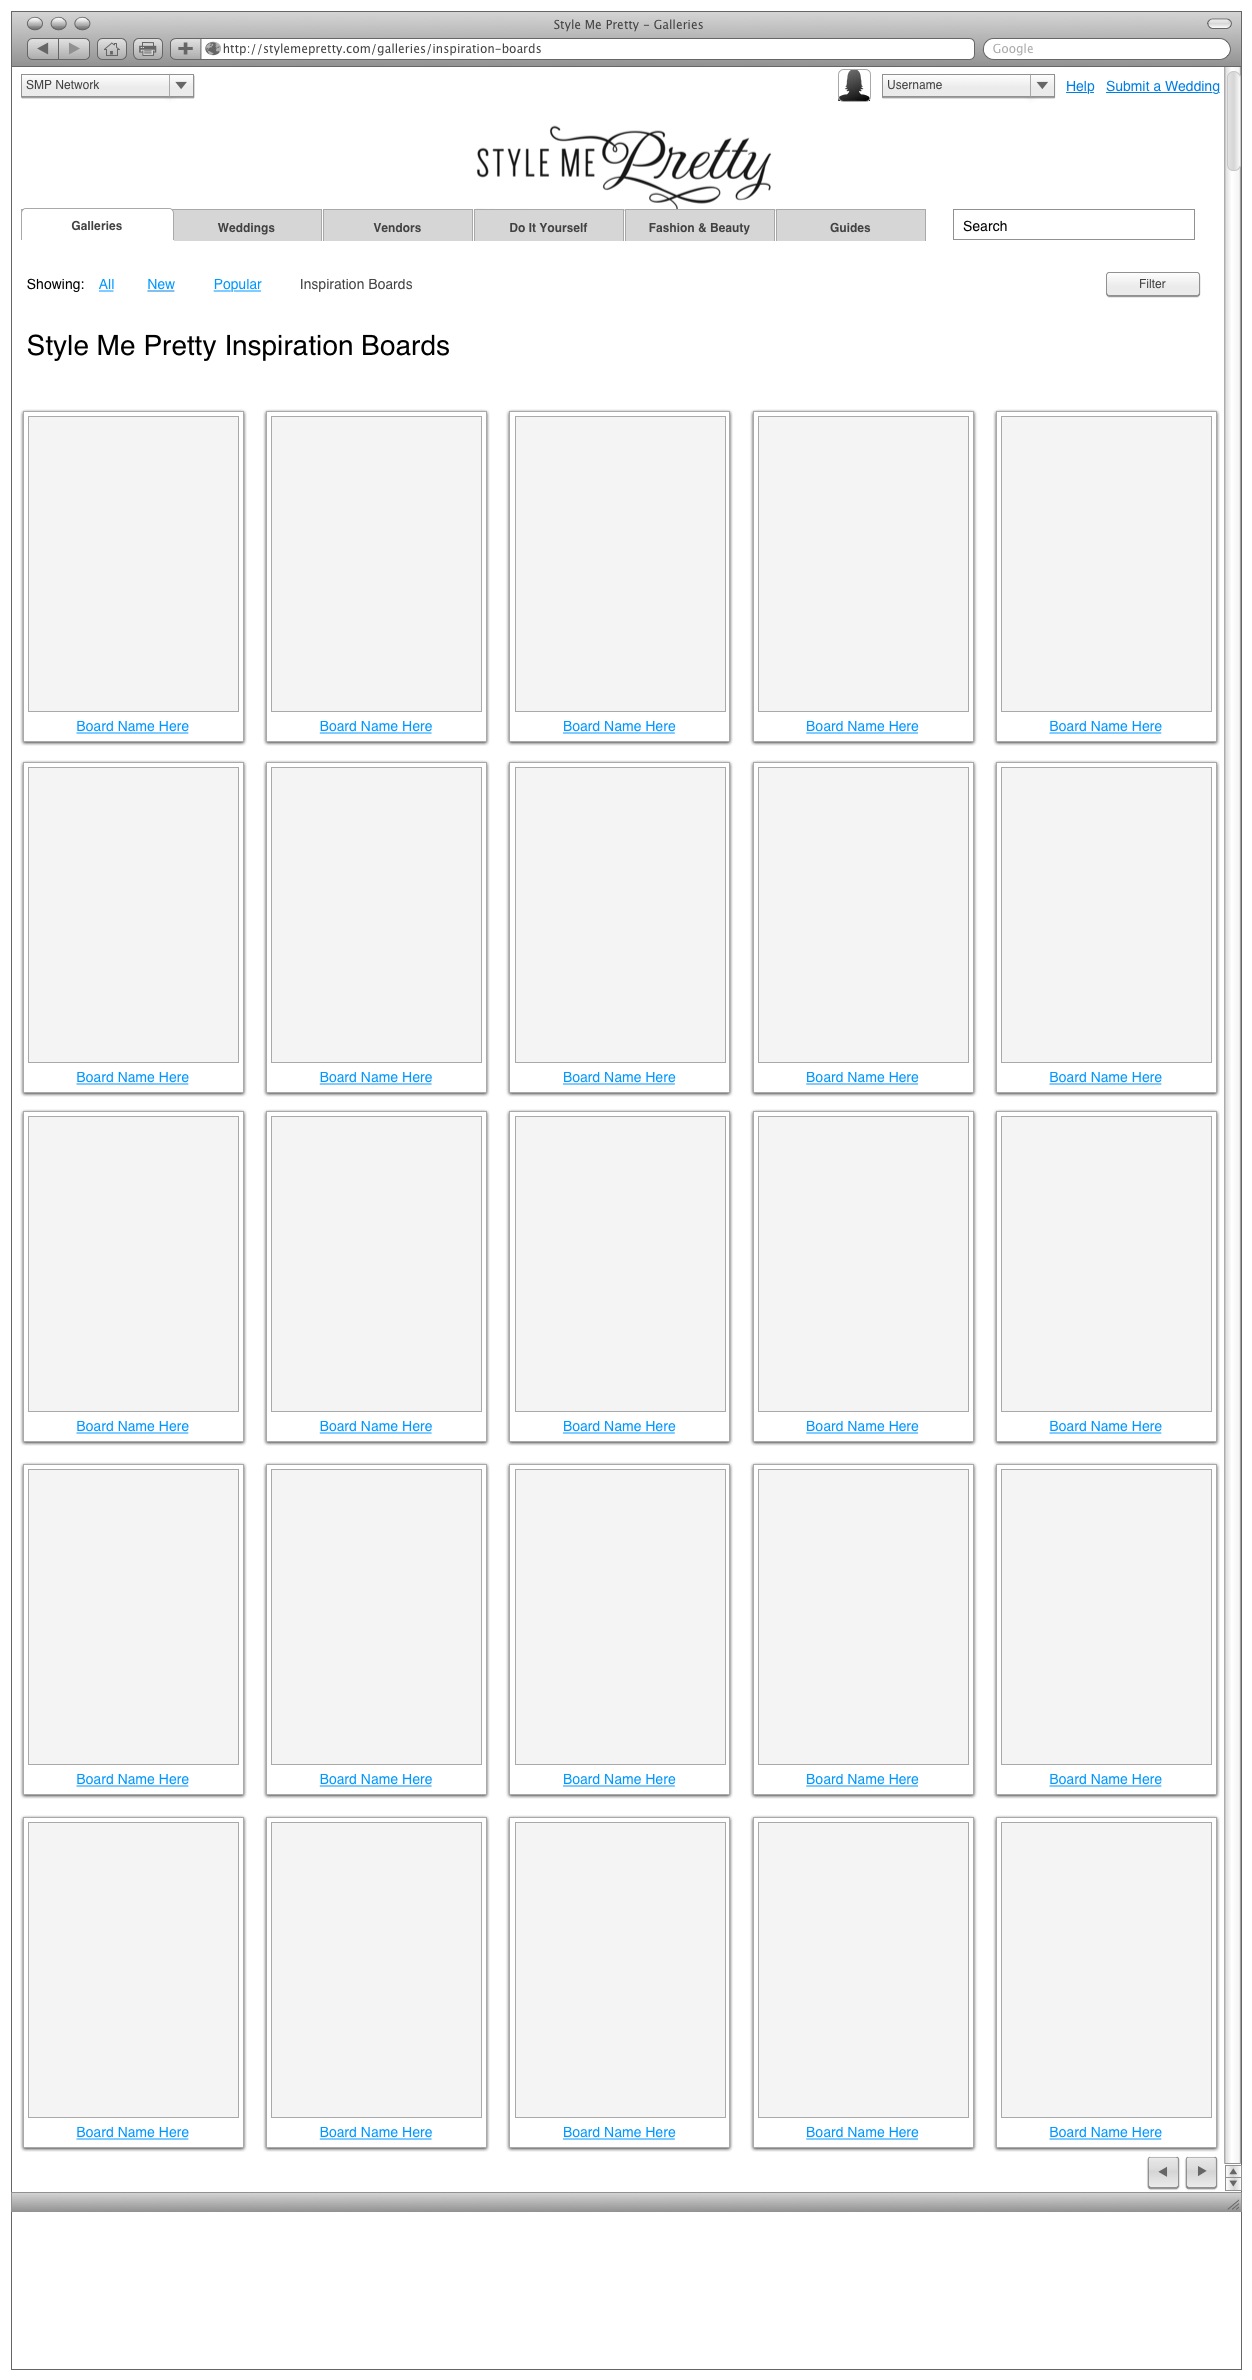 Style Me Pretty – Galleries
http://stylemepretty.com/galleries/inspiration-boards
Google
SMP Network
Username
Help Submit a Wedding
STYLE ME Pretty
Galleries Weddings Vendors Do It Yourself Fashion & Beauty Guides Search
Showing: All New Popular Inspiration Boards Filter
Style Me Pretty Inspiration Boards
Board Name Here Board Name Here Board Name Here Board Name Here Board Name Here
Board Name Here Board Name Here Board Name Here Board Name Here Board Name Here
Board Name Here Board Name Here Board Name Here Board Name Here Board Name Here
Board Name Here Board Name Here Board Name Here Board Name Here Board Name Here
Board Name Here Board Name Here Board Name Here Board Name Here Board Name Here